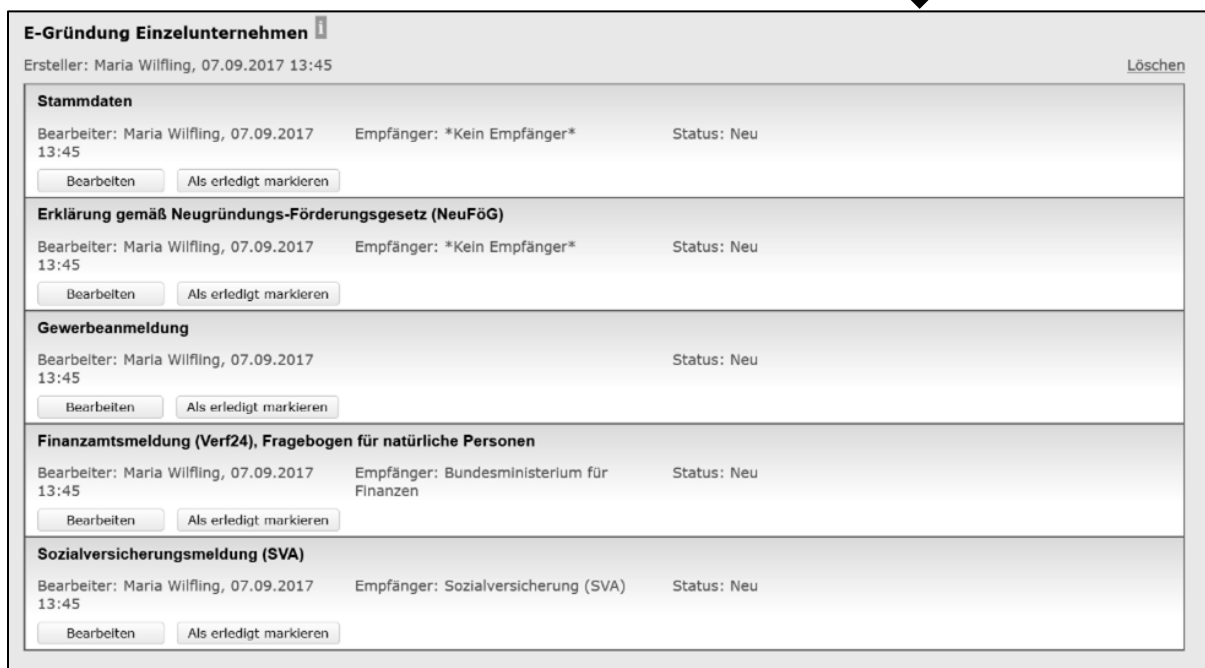 E-Gründung Einzelunternehmen i
Ersteller: Maria Wilfling, 07.09.2017 13:45 Löschen
Stammdaten
Bearbeiter: Maria Wilfling, 07.09.2017 Empfänger: *Kein Empfänger* Status: Neu
13:45
Bearbeiten Als erledigt markieren
Erklärung gemäß Neugründungs-Förderungsgesetz (NeuFöG)
Bearbeiter: Maria Wilfling, 07.09.2017 Empfänger: *Kein Empfänger* Status: Neu
13:45
Bearbeiten Als erledigt markieren
Gewerbeanmeldung
Bearbeiter: Maria Wilfling, 07.09.2017 Status: Neu
13:45
Bearbeiten Als erledigt markieren
Finanzamtsmeldung (Verf24), Fragebogen für natürliche Personen
Bearbeiter: Maria Wilfling, 07.09.2017 Empfänger: Bundesministerium für Status: Neu
13:45 Finanzen
Bearbeiten Als erledigt markieren
Sozialversicherungsmeldung (SVA)
Bearbeiter: Maria Wilfling, 07.09.2017 Empfänger: Sozialversicherung (SVA) Status: Neu
13:45
Bearbeiten Als erledigt markieren